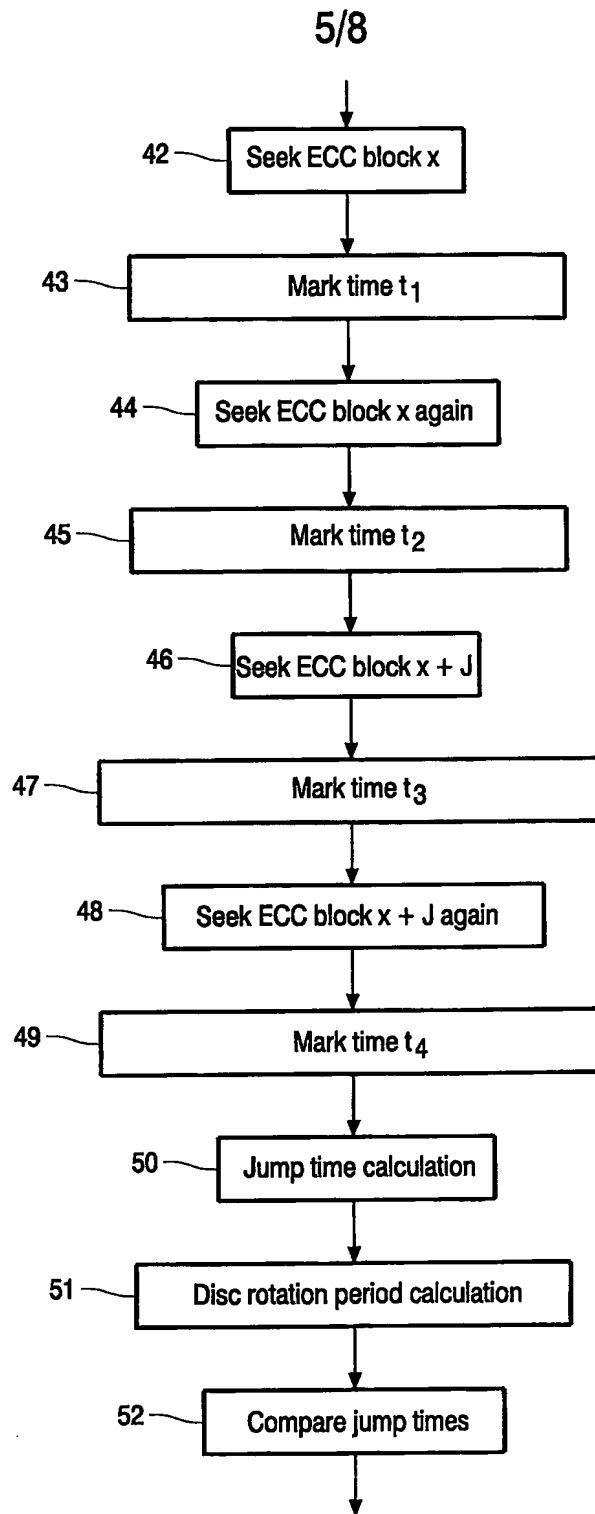 5/8
42 Seek ECC block x
43 Mark time t1
44 Seek ECC block x again
45 Mark time t2
46 Seek ECC block x + J
47 Mark time t3
48 Seek ECC block x + J again
49 Mark time t4
50 Jump time calculation
51 Disc rotation period calculation
52 Compare jump times